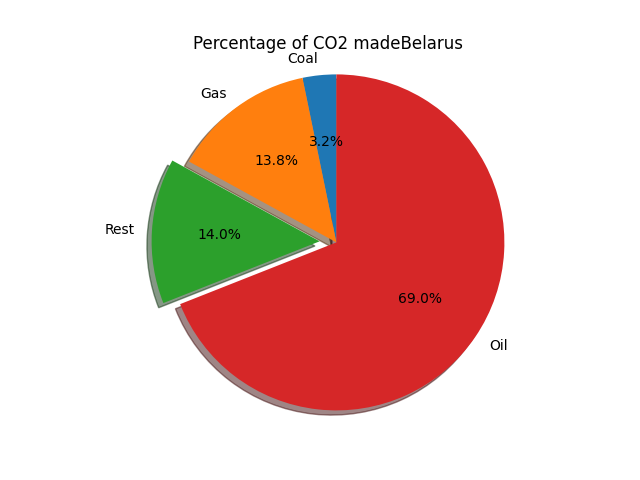 Percentage of CO2 madeBelarus
Coal
Gas
3.2%
13.8%
Rest
14.0%
69.0%
Oil